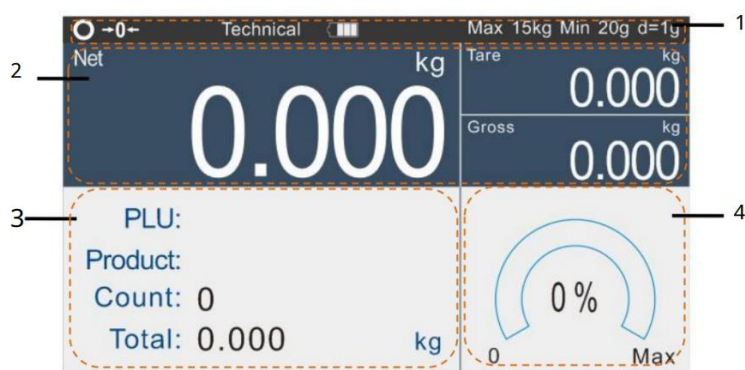 →0← Technical Max 15kg Min 20g d=1g 1
2 Net kg Tare kg
0.000 0.000
Gross kg
0.000
3 PLU: 4
Product:
Count: 0 0 %
Total: 0.000 kg 0 Max